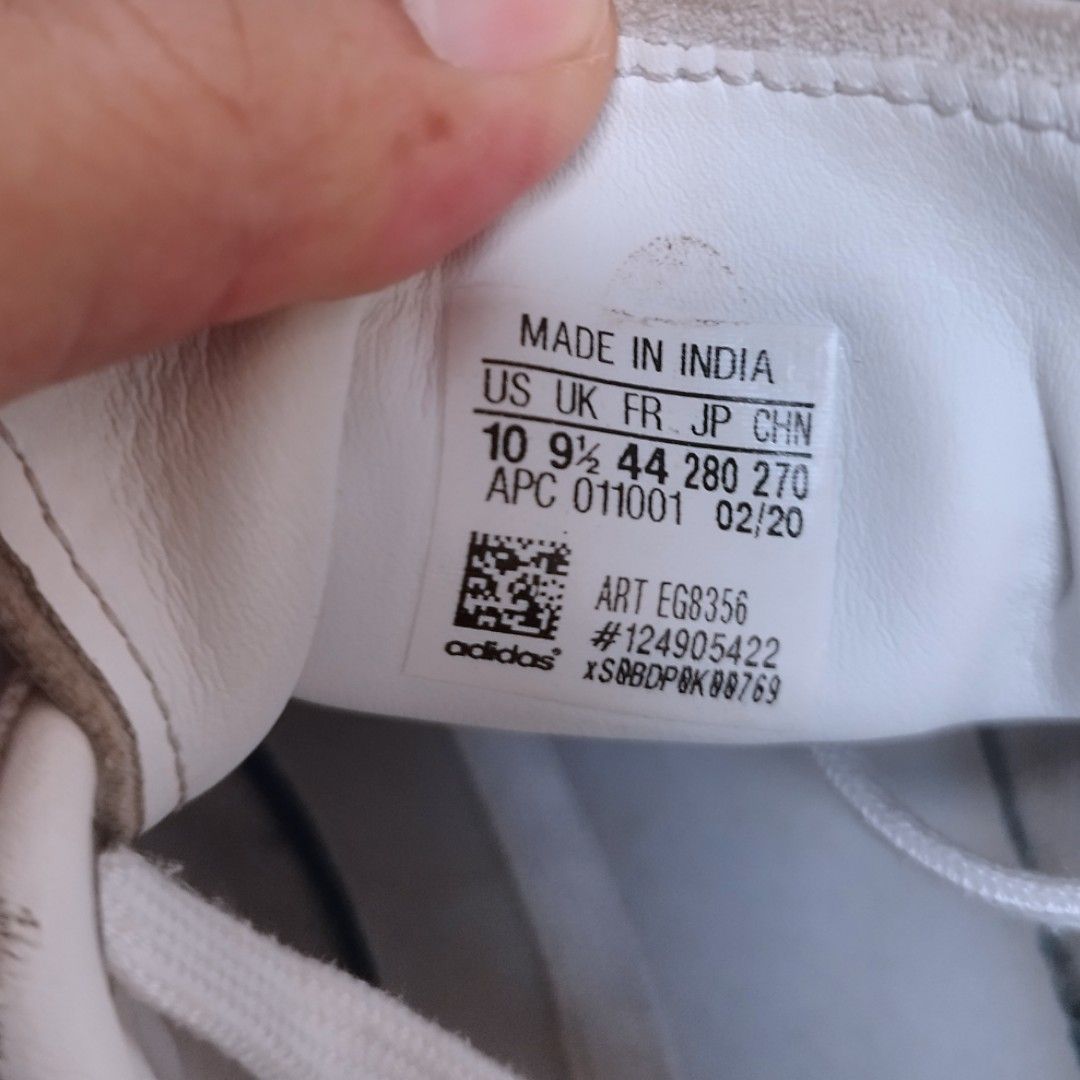 MADE IN INDIA
US UK FR JP CHN
10 9½ 44 280 270
APC 011001 02/20
ART EG8356
#124905422
adidas
xS0BDP0K00769